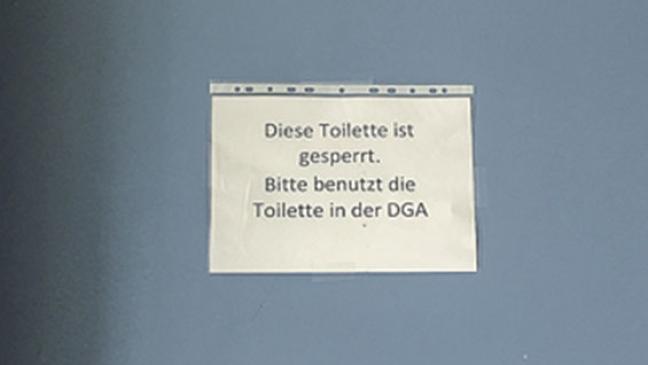 Diese Toilette ist
gesperrt.
Bitte benutzt die
Toilette in der DGA